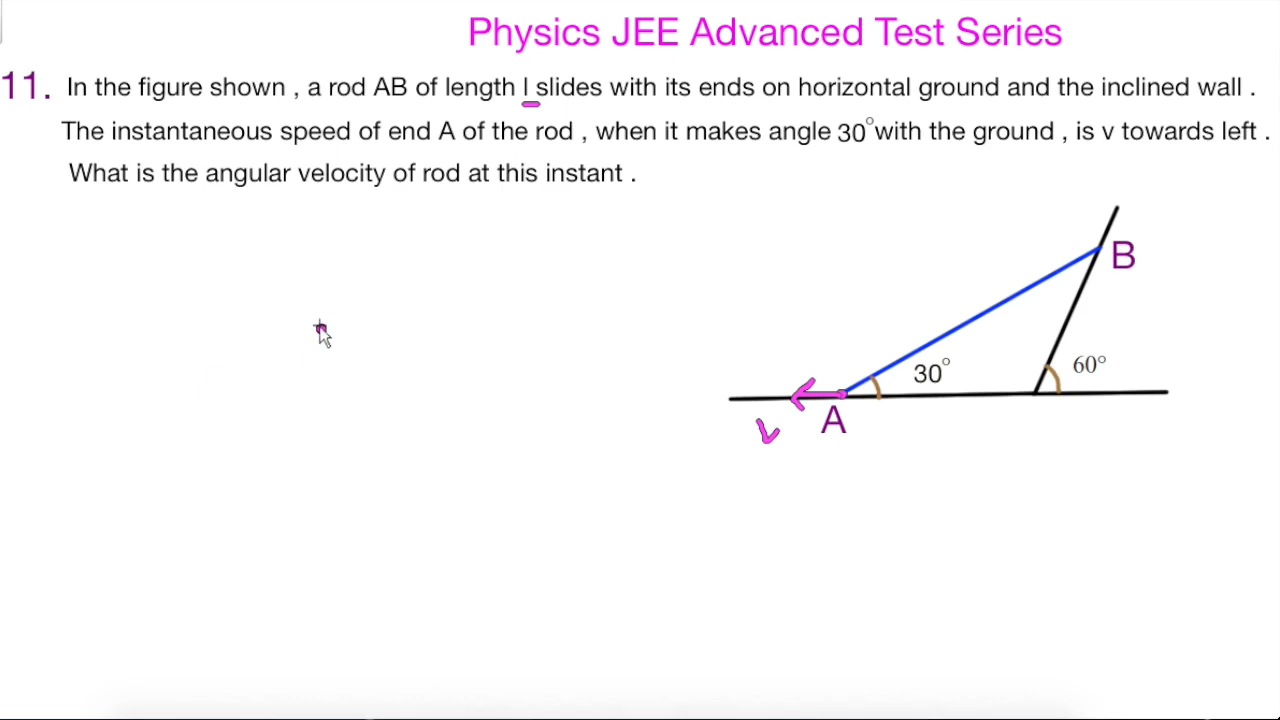 Physics JEE Advanced Test Series
11. In the figure shown , a rod AB of length l slides with its ends on horizontal ground and the inclined wall .
The instantaneous speed of end A of the rod , when it makes angle 30° with the ground , is v towards left .
What is the angular velocity of rod at this instant .
B
30°
60°
A
v